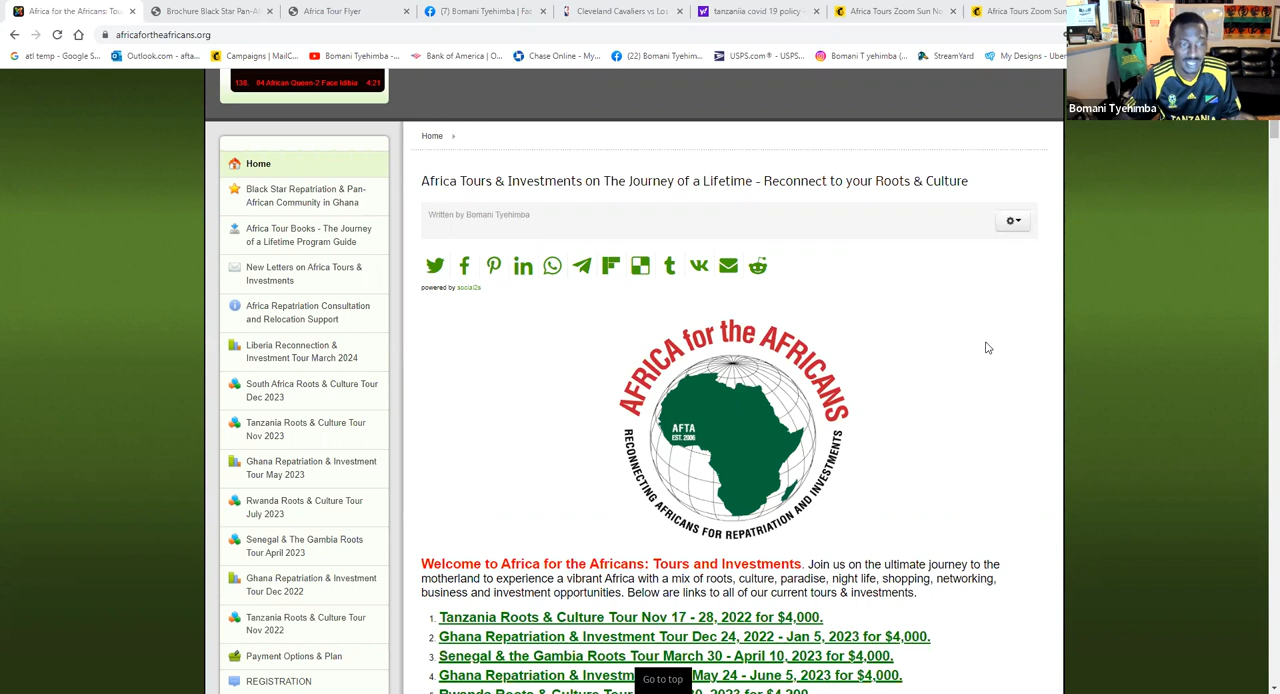 Africa for the Africans: Tou
Brochure Black Star Pan-Af
Africa Tour Flyer
(7) Bomani Tyehimba | Fac
Cleveland Cavaliers vs Los
tanzaniia covid 19 policy -
Africa Tours Zoom Sun No
Africa Tours Zoom Sun
africafortheafricans.org
atl temp - Google S...
Outlook.com - afta...
Campaigns | MailC...
Bomani Tyehimba -...
Bank of America | O...
Chase Online - My...
(22) Bomani Tyehim...
USPS.com® - USPS...
Bomani T yehimba (...
StreamYard
My Designs - Uber
TANZANIA
Bomani Tyehimba
138. 84 African Queen-2 Face Idibia 4:21
Home
Black Star Repatriation & Pan-
African Community in Ghana
Africa Tour Books - The Journey
of a Lifetime Program Guide
New Letters on Africa Tours &
Investments
Africa Repatriation Consultation
and Relocation Support
Liberia Reconnection &
Investment Tour March 2024
South Africa Roots & Culture Tour
Dec 2023
Tanzania Roots & Culture Tour
Nov 2023
Ghana Repatriation & Investment
Tour May 2023
Rwanda Roots & Culture Tour
July 2023
Senegal & The Gambia Roots
Tour April 2023
Ghana Repatriation & Investment
Tour Dec 2022
Tanzania Roots & Culture Tour
Nov 2022
Payment Options & Plan
REGISTRATION
Home
Africa Tours & Investments on The Journey of a Lifetime - Reconnect to your Roots & Culture
Written by Bomani Tyehimba
powered by social2s
AFRICA for the AFRICANS
AFTA
EST. 2006
RECONNECTING AFRICANS FOR REPATRIATION AND INVESTMENTS
Welcome to Africa for the Africans: Tours and Investments. Join us on the ultimate journey to the
motherland to experience a vibrant Africa with a mix of roots, culture, paradise, night life, shopping, networking,
business and investment opportunities. Below are links to all of our current tours & investments.
1. Tanzania Roots & Culture Tour Nov 17 - 28, 2022 for $4,000.
2. Ghana Repatriation & Investment Tour Dec 24, 2022 - Jan 5, 2023 for $4,000.
3. Senegal & the Gambia Roots Tour March 30 - April 10, 2023 for $4,000.
4. Ghana Repatriation & Investment May 24 - June 5, 2023 for $4,000.
Go to top